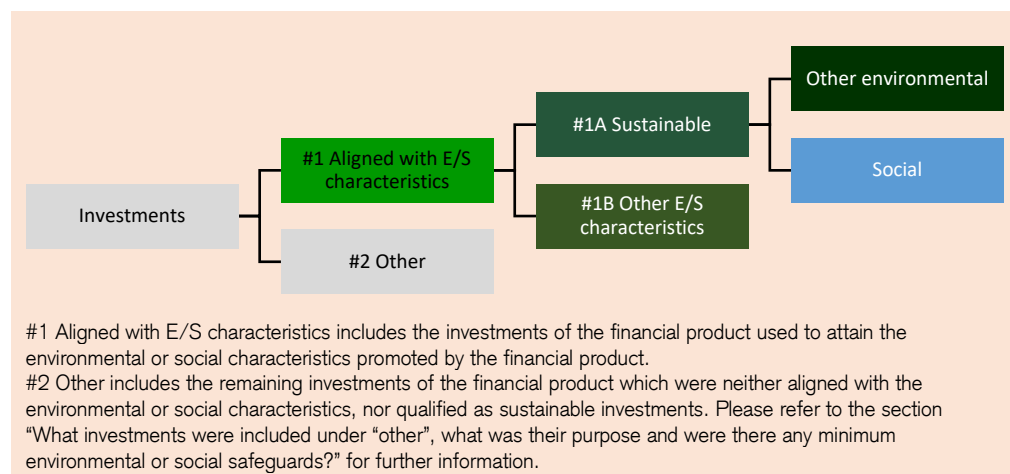 Other environmental
#1A Sustainable
#1 Aligned with E/S
characteristics
Social
Investments
#1B Other E/S
characteristics
#2 Other
#1 Aligned with E/S characteristics includes the investments of the financial product used to attain the
environmental or social characteristics promoted by the financial product.
#2 Other includes the remaining investments of the financial product which were neither aligned with the
environmental or social characteristics, nor qualified as sustainable investments. Please refer to the section
“What investments were included under “other”, what was their purpose and were there any minimum
environmental or social safeguards?” for further information.